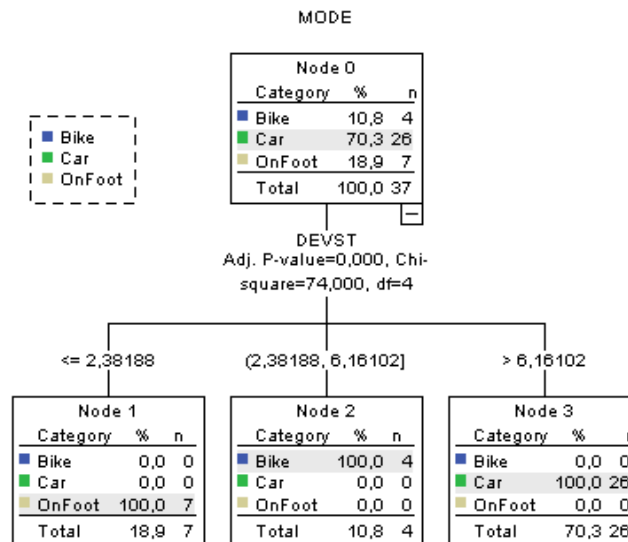 MODE
Node 0
Category % n
Bike 10,8 4
Car 70,3 26
OnFoot 18,9 7
Total 100,0 37
Bike
Car
OnFoot
DEVST
Adj. P-value=0,000, Chi-
square=74,000, df=4
<= 2,38188
(2,38188, 6,16102]
> 6,16102
Node 1
Category % n
Bike 0,0 0
Car 0,0 0
OnFoot 100,0 7
Total 18,9 7
Node 2
Category % n
Bike 100,0 4
Car 0,0 0
OnFoot 0,0 0
Total 10,8 4
Node 3
Category % n
Bike 0,0 0
Car 100,0 26
OnFoot 0,0 0
Total 70,3 26